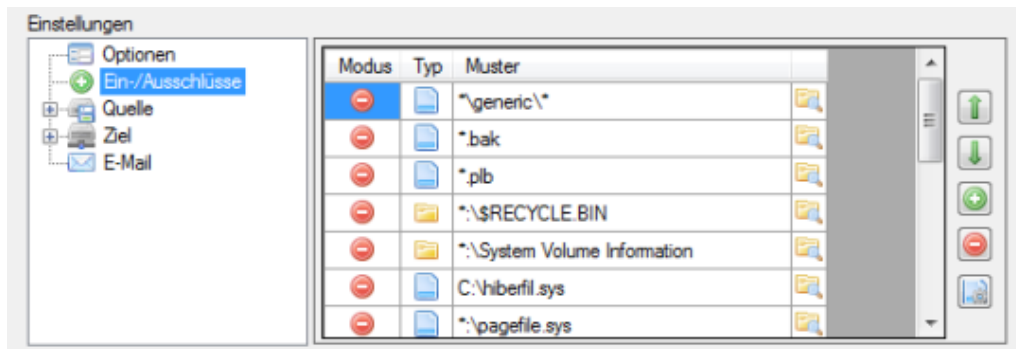 Einstellungen
Optionen
Ein-/Ausschlüsse
Quelle
Ziel
E-Mail
Modus Typ Muster
*\generic\*
*.bak
*.plb
*:\$RECYCLE.BIN
*:\System Volume Information
C:\hiberfil.sys
*:\pagefile.sys